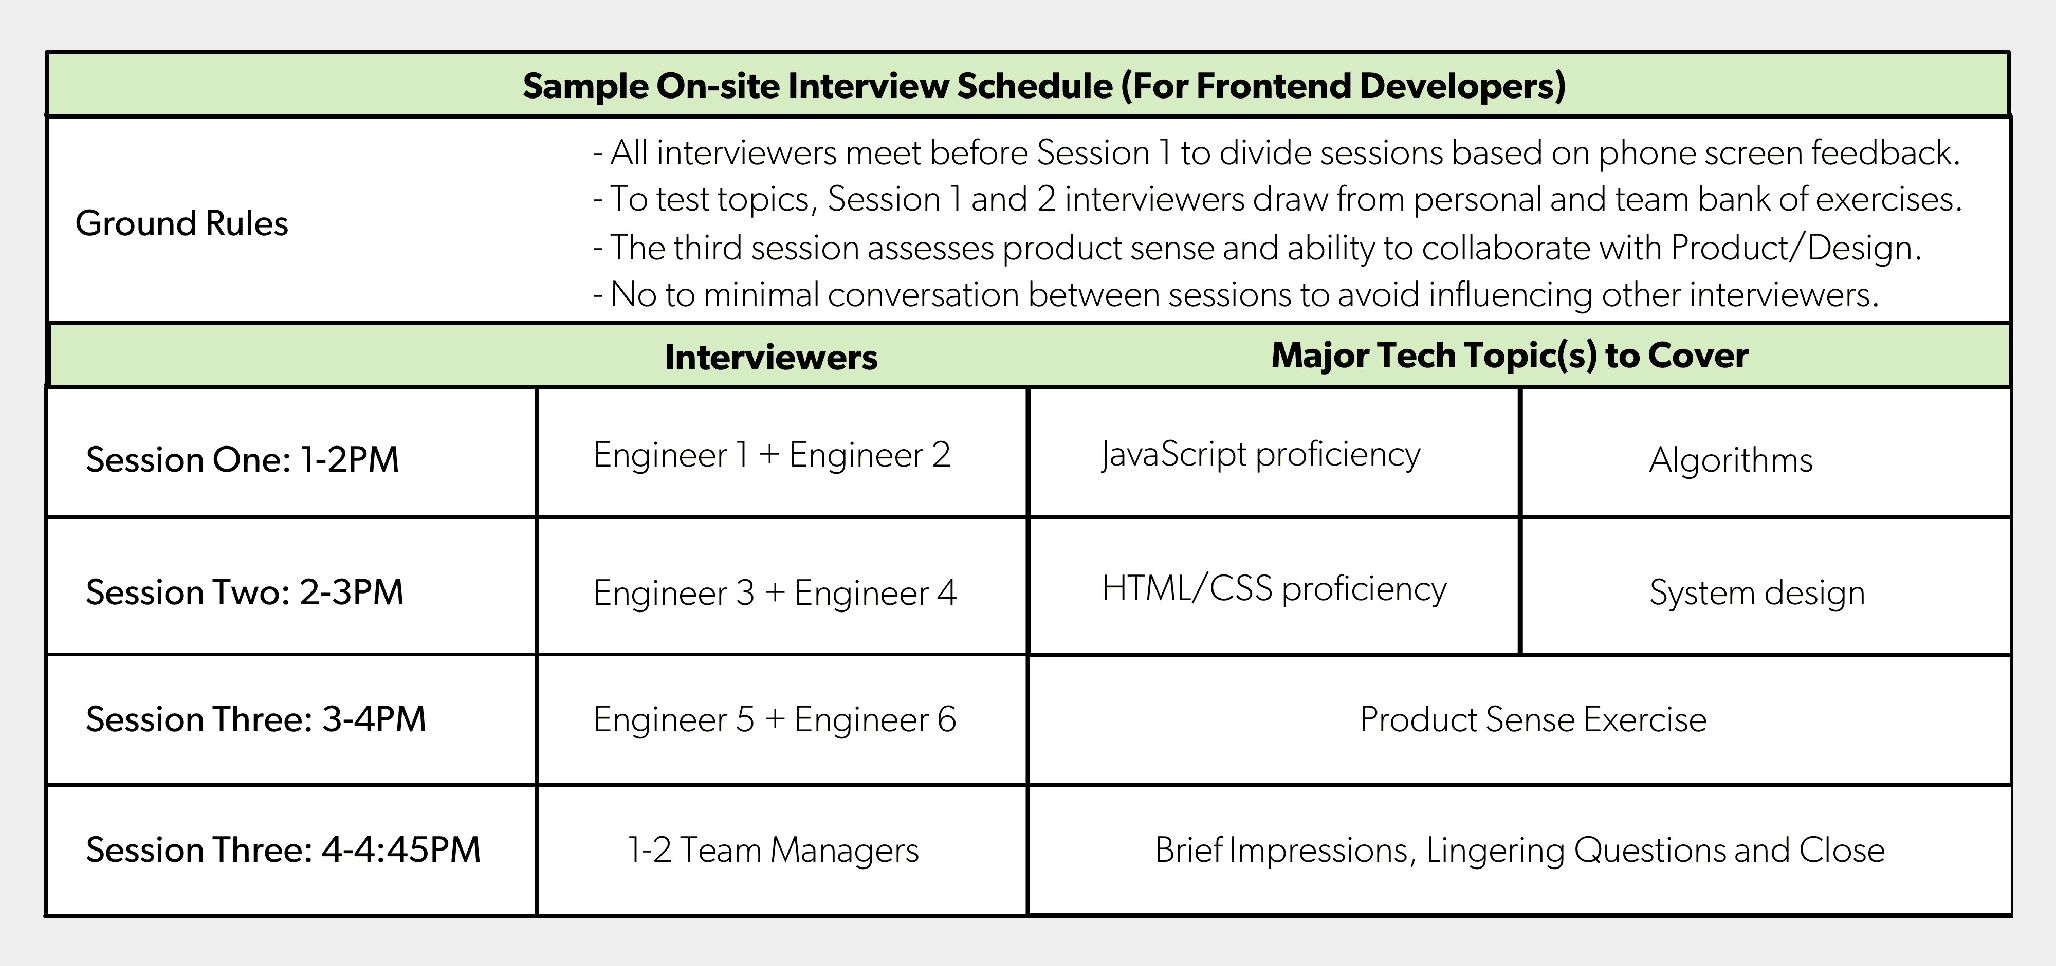 Sample On-site Interview Schedule (For Frontend Developers)
Ground Rules
- All interviewers meet before Session 1 to divide sessions based on phone screen feedback.
- To test topics, Session 1 and 2 interviewers draw from personal and team bank of exercises.
- The third session assesses product sense and ability to collaborate with Product/Design.
- No to minimal conversation between sessions to avoid influencing other interviewers.
Interviewers Major Tech Topic(s) to Cover
Session One: 1-2PM Engineer 1 + Engineer 2 JavaScript proficiency Algorithms
Session Two: 2-3PM Engineer 3 + Engineer 4 HTML/CSS proficiency System design
Session Three: 3-4PM Engineer 5 + Engineer 6 Product Sense Exercise
Session Three: 4-4:45PM 1-2 Team Managers Brief Impressions, Lingering Questions and Close